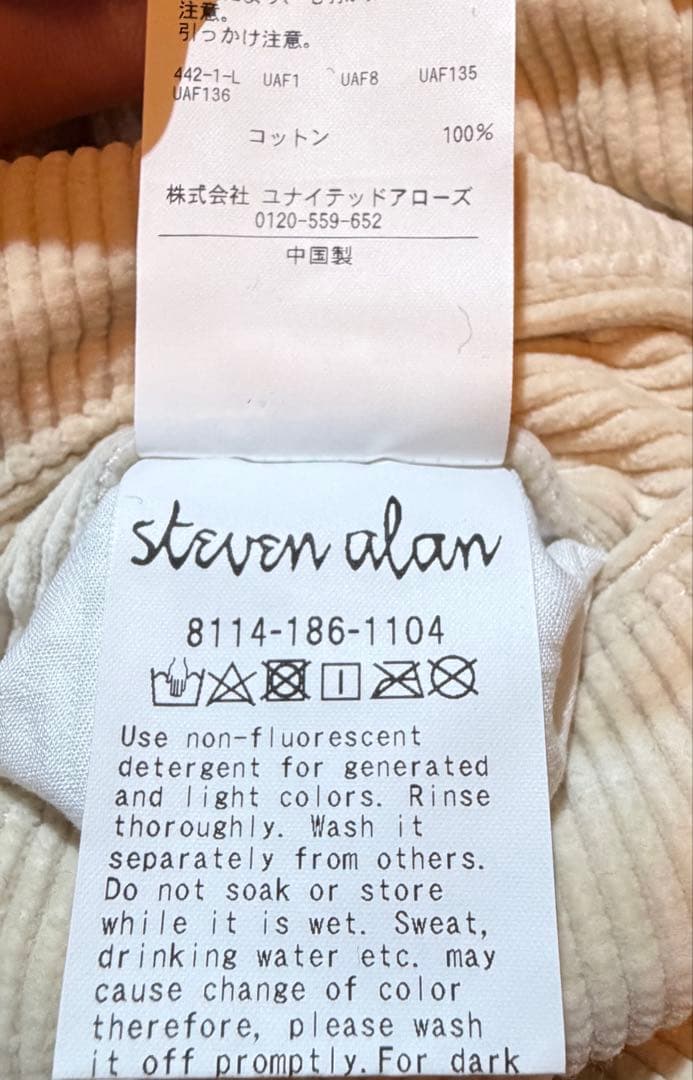 注意。
引っかけ注意。
442-1-L UAF1 UAF8 UAF135
UAF136
コットン 100%
株式会社 ユナイテッドアローズ
0120-559-652
中国製
steven alan
8114-186-1104
Use non-fluorescent
detergent for generated
and light colors. Rinse
thoroughly. Wash it
separately from others.
Do not soak or store
while it is wet. Sweat,
drinking water etc. may
cause change of color
therefore, please wash
it off promptly. For dark